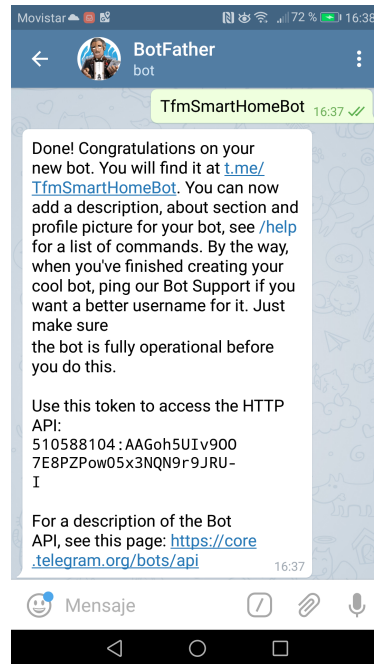 Movistar 72 % 16:38
BotFather
bot
TfmSmartHomeBot 16:37
Done! Congratulations on your
new bot. You will find it at t.me/
TfmSmartHomeBot. You can now
add a description, about section and
profile picture for your bot, see /help
for a list of commands. By the way,
when you've finished creating your
cool bot, ping our Bot Support if you
want a better username for it. Just
make sure
the bot is fully operational before
you do this.
Use this token to access the HTTP
API:
510588104:AAGoh5UIv9OO
7E8PZPowO5x3NQN9r9JRU-
I
For a description of the Bot
API, see this page: https://core
.telegram.org/bots/api
16:37
Mensaje